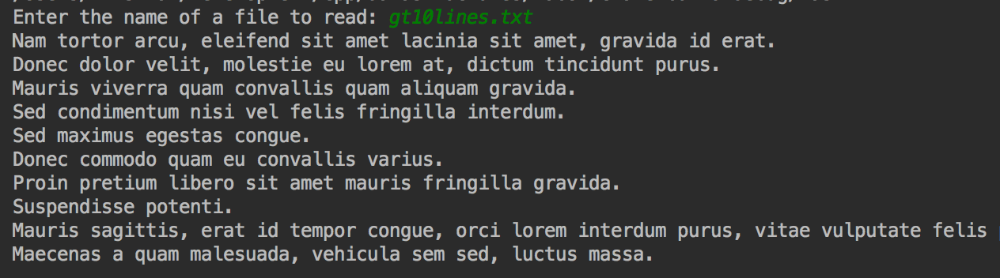 Enter the name of a file to read: gt10lines.txt
Nam tortor arcu, eleifend sit amet lacinia sit amet, gravida id erat.
Donec dolor velit, molestie eu lorem at, dictum tincidunt purus.
Mauris viverra quam convallis quam aliquam gravida.
Sed condimentum nisi vel felis fringilla interdum.
Sed maximus egestas congue.
Donec commodo quam eu convallis varius.
Proin pretium libero sit amet mauris fringilla gravida.
Suspendisse potenti.
Mauris sagittis, erat id tempor congue, orci lorem interdum purus, vitae vulputate felis
Maecenas a quam malesuada, vehicula sem sed, luctus massa.